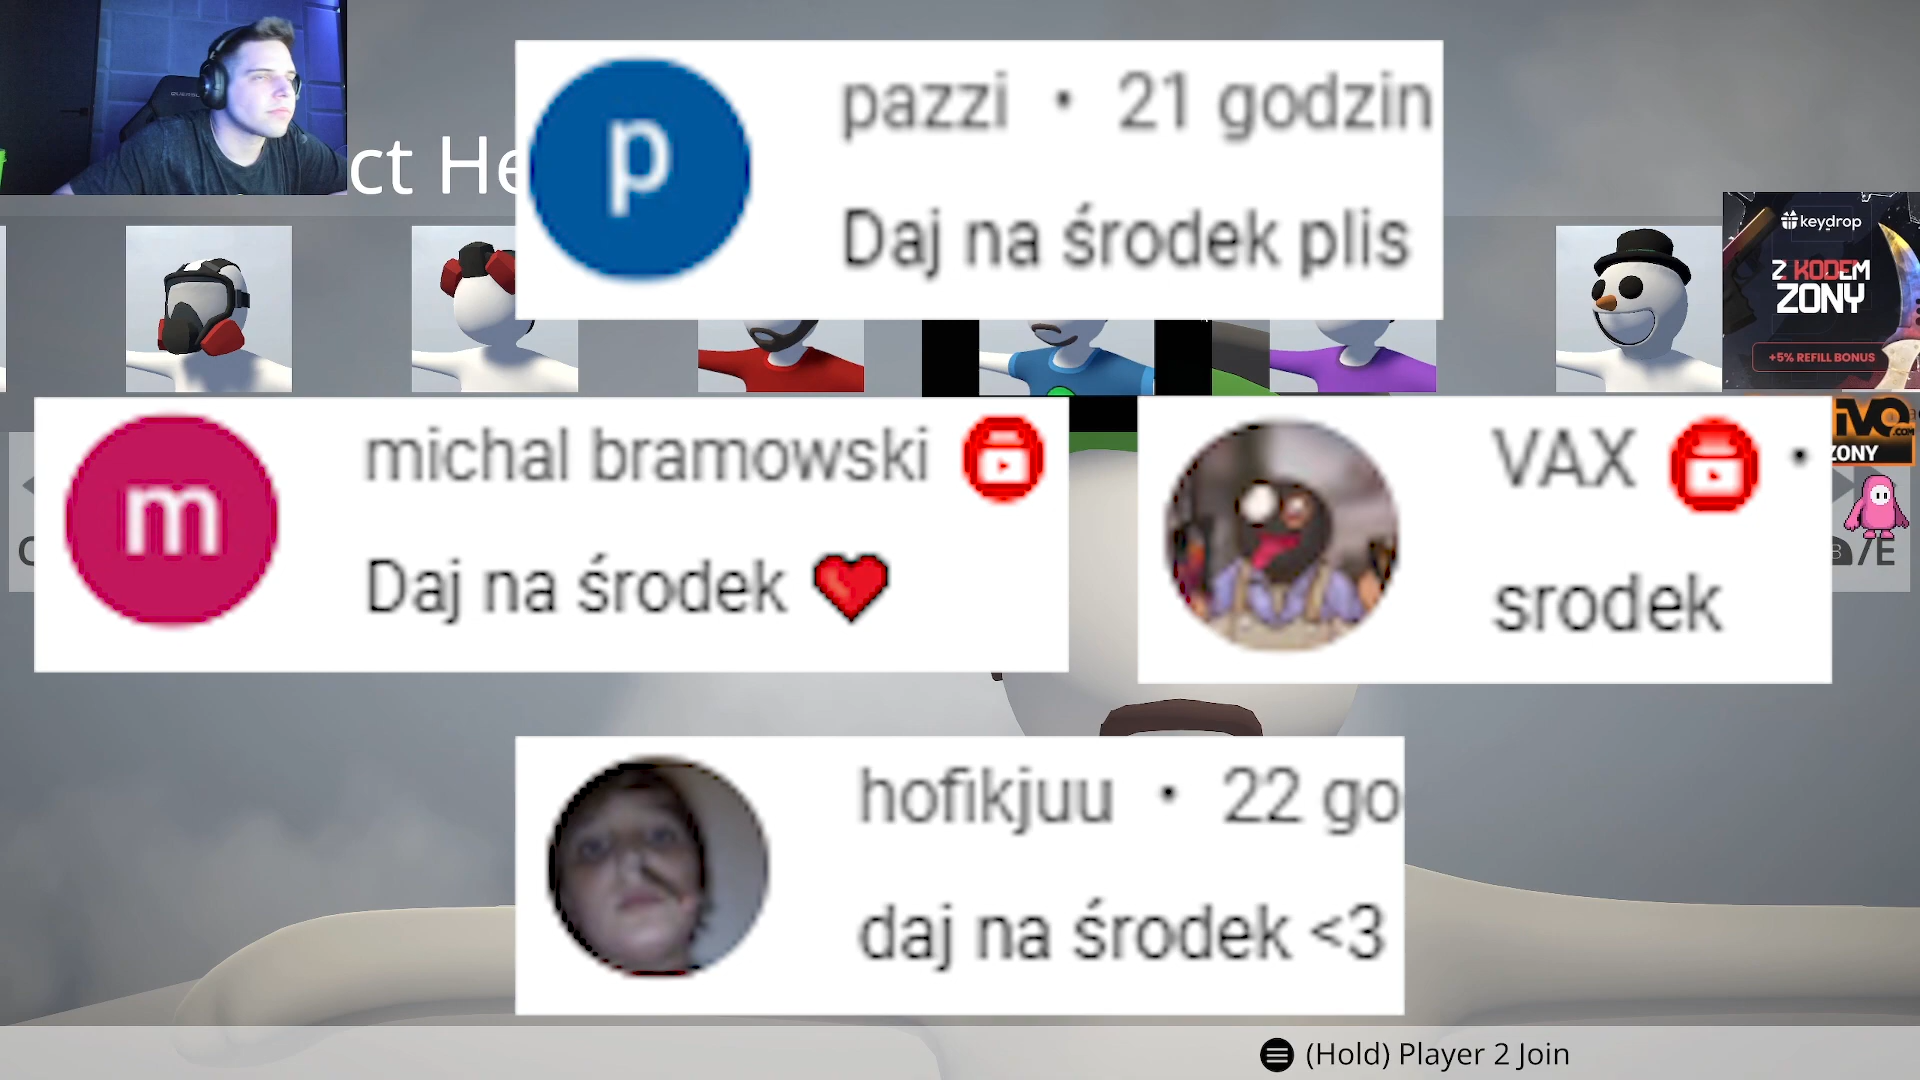 ct He
p
pazzi • 21 godzin
Daj na środek plis
keydrop
Z KODEM
ZONY
+5% REFILL BONUS
m
michal bramowski
Daj na środek ❤️
VAX •
srodek
.COM
ZONY
/E
hofikjuu • 22 go
daj na środek <3
(Hold) Player 2 Join